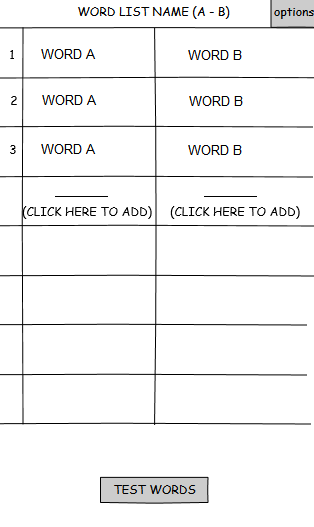 WORD LIST NAME (A - B) options
1 WORD A WORD B
2 WORD A WORD B
3 WORD A WORD B
(CLICK HERE TO ADD) (CLICK HERE TO ADD)
TEST WORDS